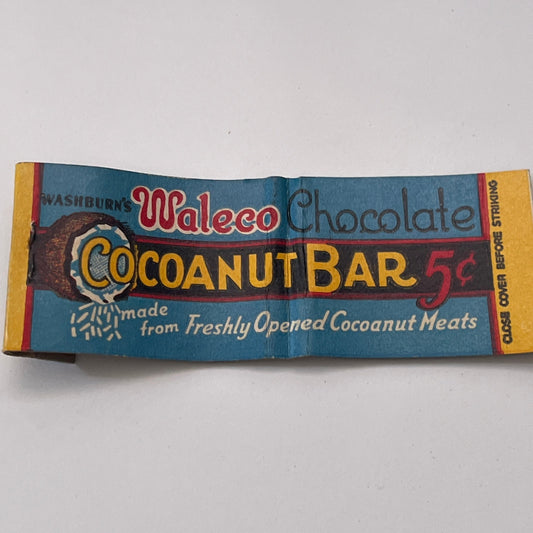 WASHBURN'S Waleco Chocolate
COCOANUT BAR 5¢
made
from Freshly Opened Cocoanut Meats
CLOSE COVER BEFORE STRIKING